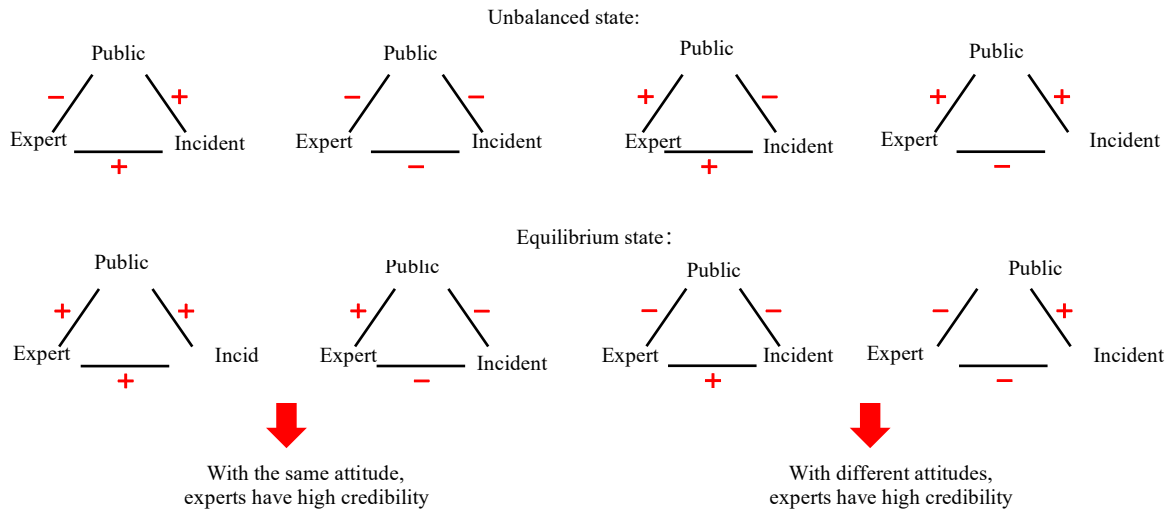 Unbalanced state:
Public Public Public Public
− + − − + − + +
Expert Incident Expert Incident Expert Incident Expert Incident
+ − + −
Equilibrium state：
Public Public Public Public
+ + + − − − − +
Expert Incid Expert Incident Expert Incident Expert Incident
+ − + −
With the same attitude,
experts have high credibility
With different attitudes,
experts have high credibility